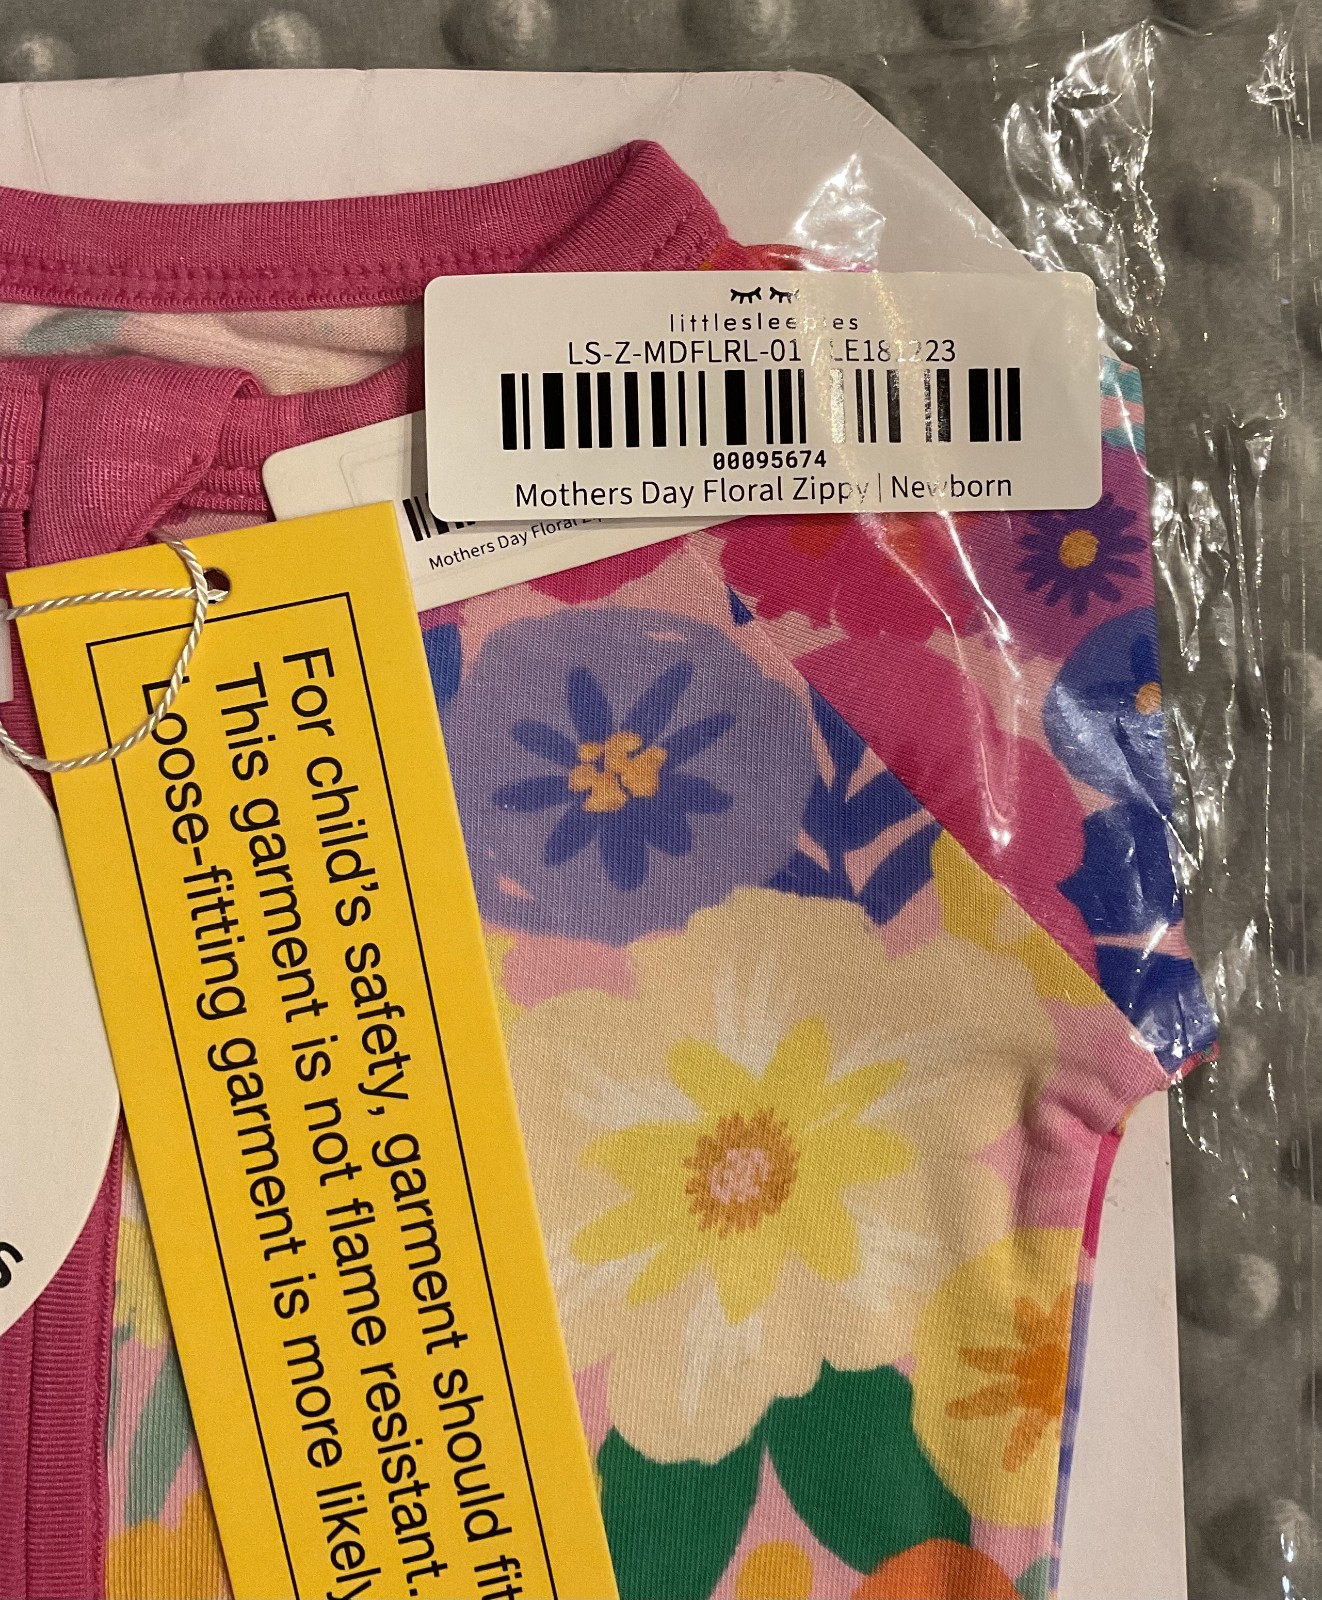 littlesleepies
LS-Z-MDFLRL-01 / LE181223
00095674
Mothers Day Floral Zippy | Newborn
Mothers Day Floral
For child's safety, garment should fit
This garment is not flame resistant.
Loose-fitting garment is more likely